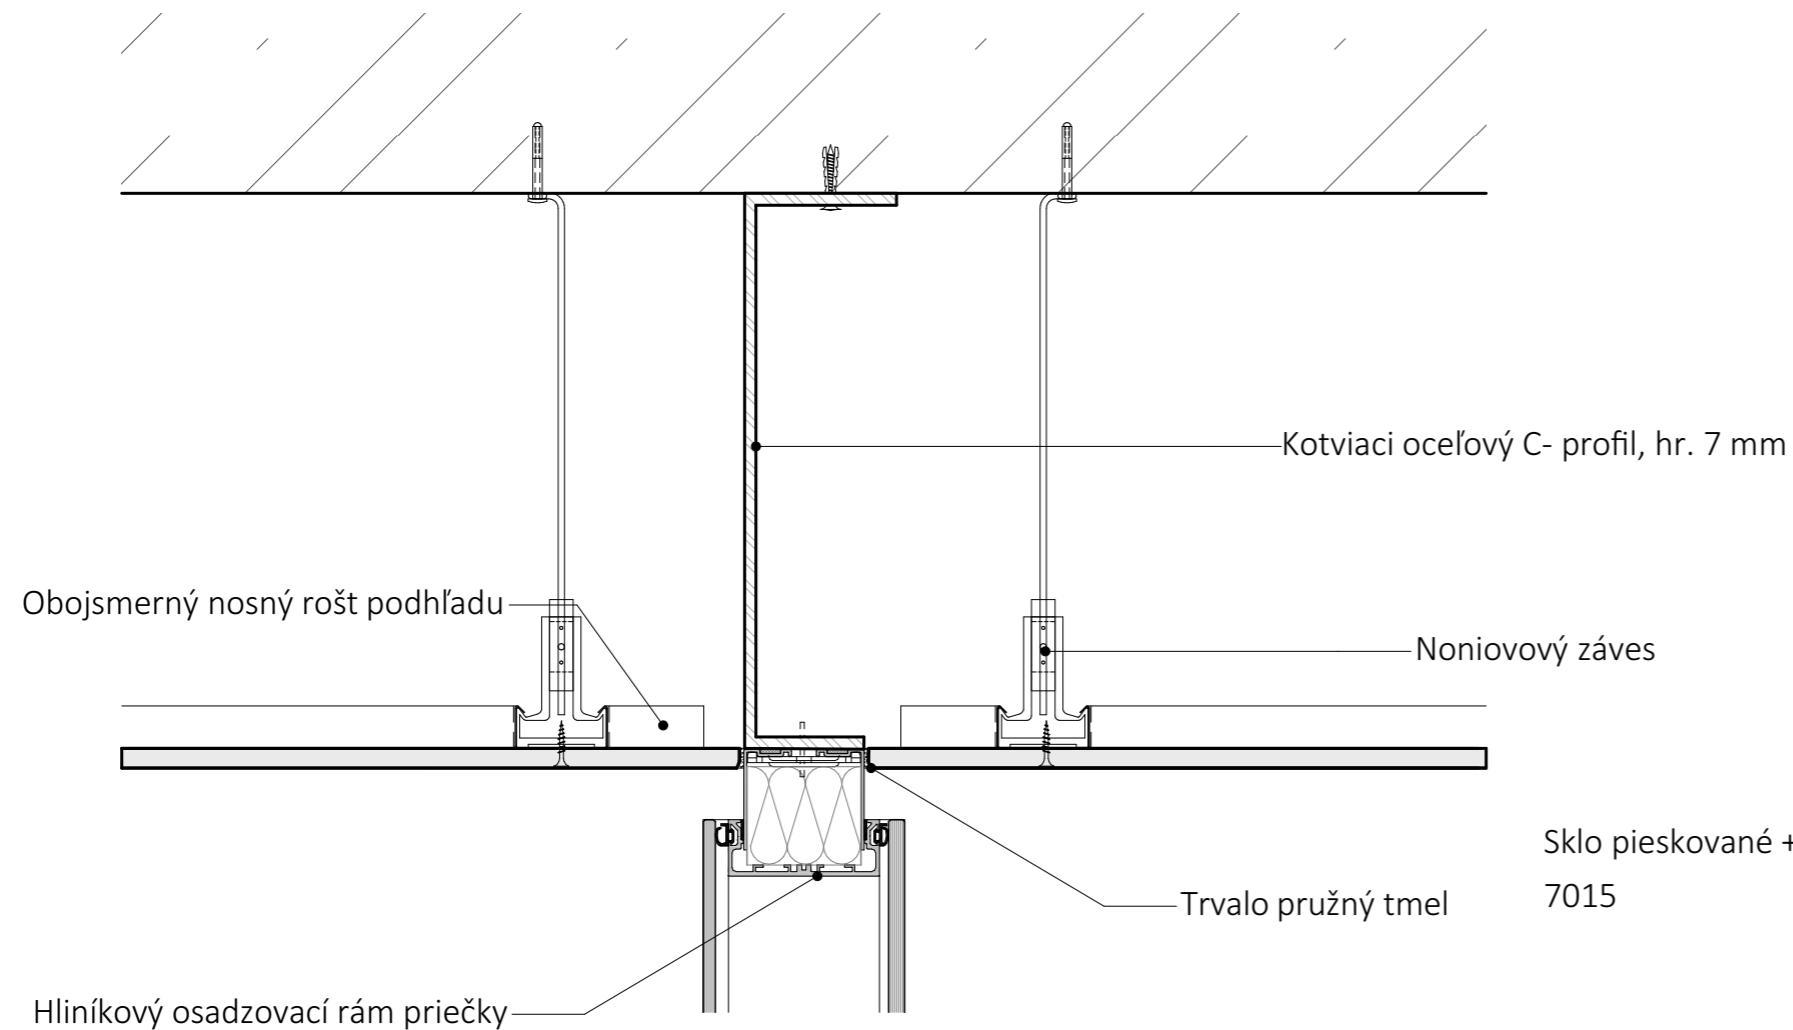 Kotviaci oceľový C- profil, hr. 7 mm
Obojsmerný nosný rošt podhľadu
Noniovový záves
Sklo pieskované +
7015
Trvalo pružný tmel
Hliníkový osadzovací rám priečky